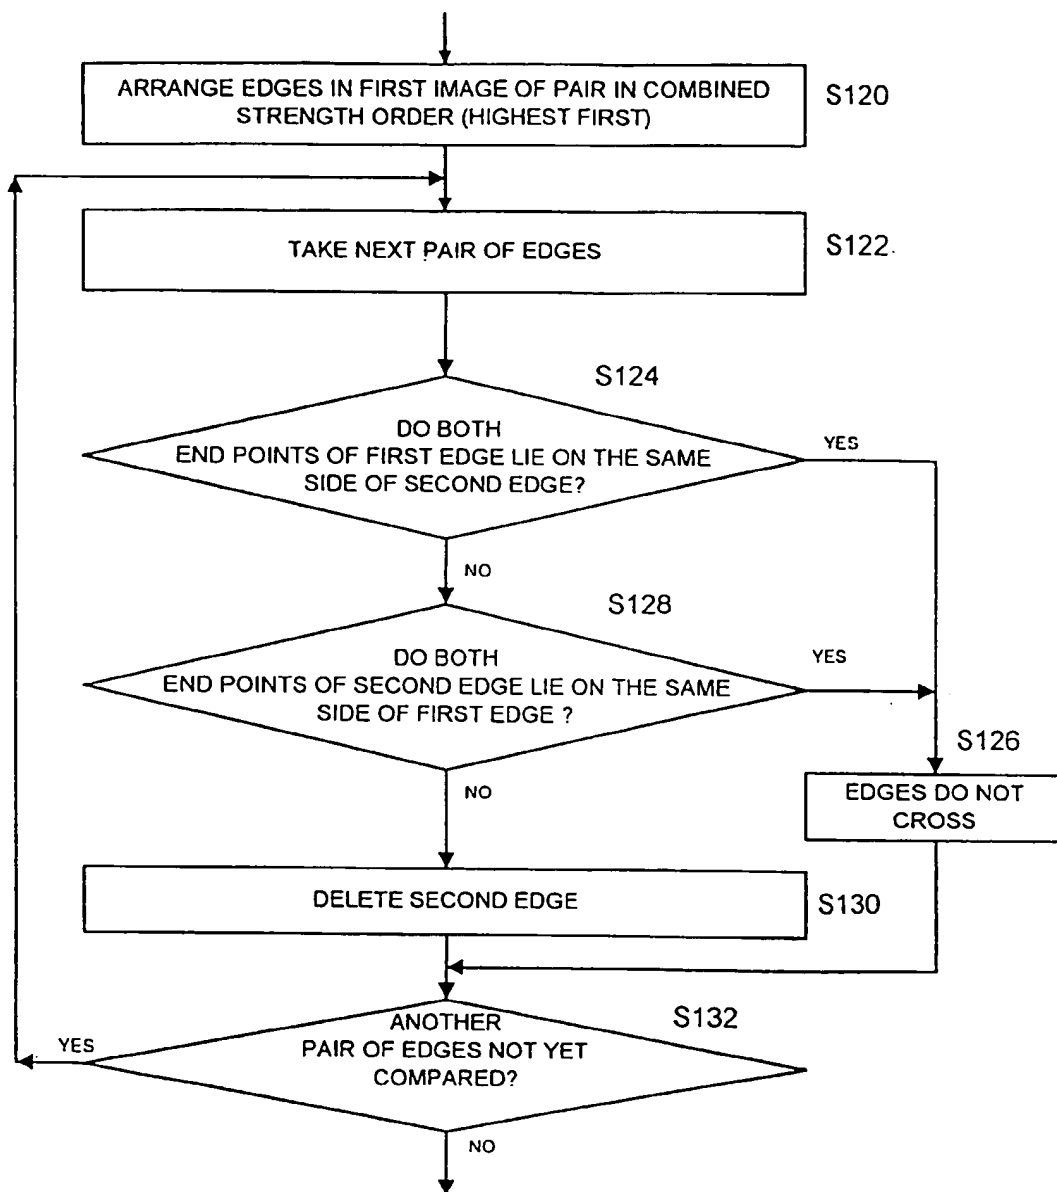 ARRANGE EDGES IN FIRST IMAGE OF PAIR IN COMBINED
STRENGTH ORDER (HIGHEST FIRST)
S120
TAKE NEXT PAIR OF EDGES
S122
S124
DO BOTH
END POINTS OF FIRST EDGE LIE ON THE SAME
SIDE OF SECOND EDGE?
YES
NO
S128
DO BOTH
END POINTS OF SECOND EDGE LIE ON THE SAME
SIDE OF FIRST EDGE ?
YES
NO
S126
EDGES DO NOT
CROSS
DELETE SECOND EDGE
S130
S132
ANOTHER
PAIR OF EDGES NOT YET
COMPARED?
YES
NO